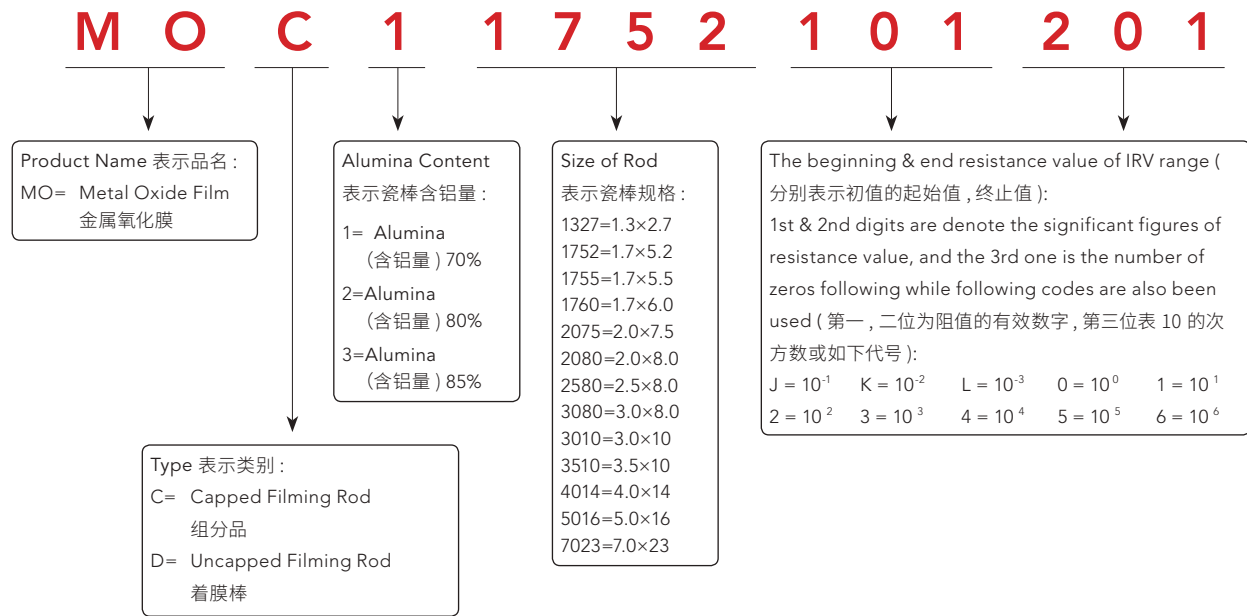 M O C 1 1 7 5 2 1 0 1 2 0 1
Product Name 表示品名 :
MO= Metal Oxide Film
金属氧化膜
Type 表示类别 :
C= Capped Filming Rod
组分品
D= Uncapped Filming Rod
着膜棒
Alumina Content
表示瓷棒含铝量 :
1= Alumina
(含铝量 ) 70%
2=Alumina
(含铝量 ) 80%
3=Alumina
(含铝量 ) 85%
Size of Rod
表示瓷棒规格 :
1327=1.3×2.7
1752=1.7×5.2
1755=1.7×5.5
1760=1.7×6.0
2075=2.0×7.5
2080=2.0×8.0
2580=2.5×8.0
3080=3.0×8.0
3010=3.0×10
3510=3.5×10
4014=4.0×14
5016=5.0×16
7023=7.0×23
The beginning & end resistance value of IRV range (
分别表示初值的起始值 , 终止值 ):
1st & 2nd digits are denote the significant figures of
resistance value, and the 3rd one is the number of
zeros following while following codes are also been
used ( 第一 , 二位为阻值的有效数字 , 第三位表 10 的次
方数或如下代号 ):
J = 10⁻¹ K = 10⁻² L = 10⁻³ 0 = 10⁰ 1 = 10¹
2 = 10² 3 = 10³ 4 = 10⁴ 5 = 10⁵ 6 = 10⁶